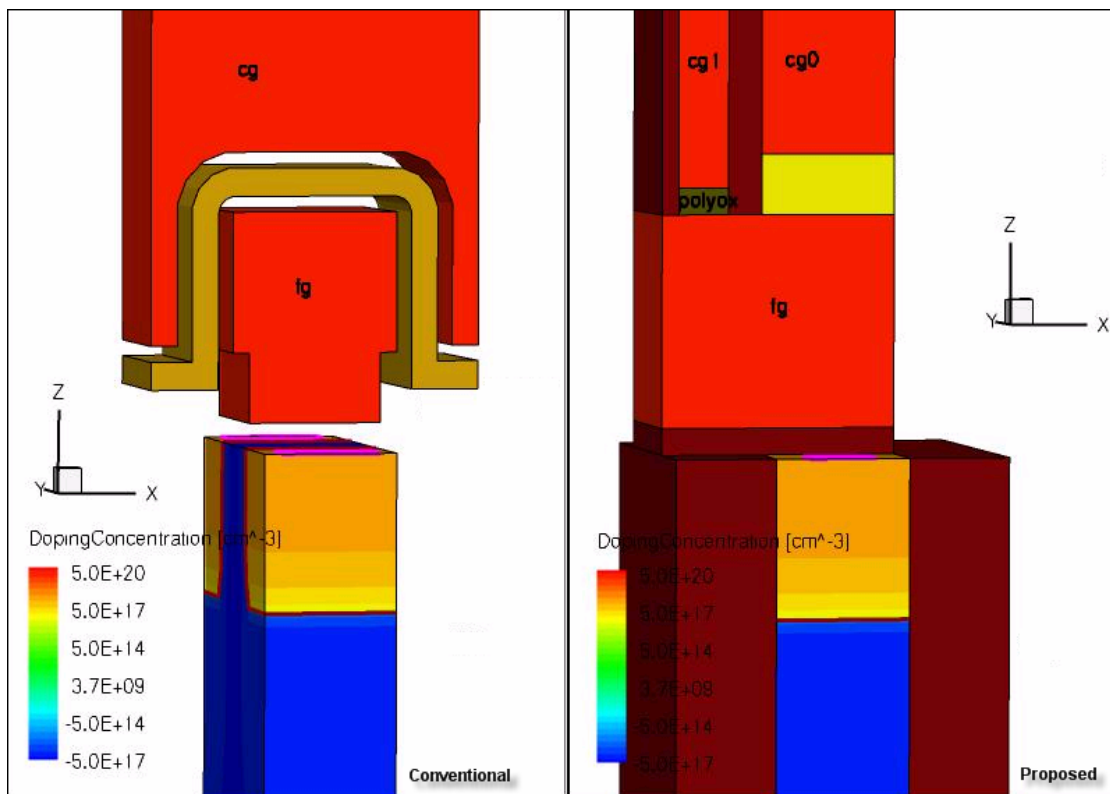 cg
fg
Z
Y
X
DopingConcentration [cm^-3]
5.0E+20
5.0E+17
5.0E+14
3.7E+09
-5.0E+14
-5.0E+17
Conventional
cg1
cg0
polyox
fg
Z
Y
X
DopingConcentration [cm^-3]
5.0E+20
5.0E+17
5.0E+14
3.7E+09
-5.0E+14
-5.0E+17
Proposed